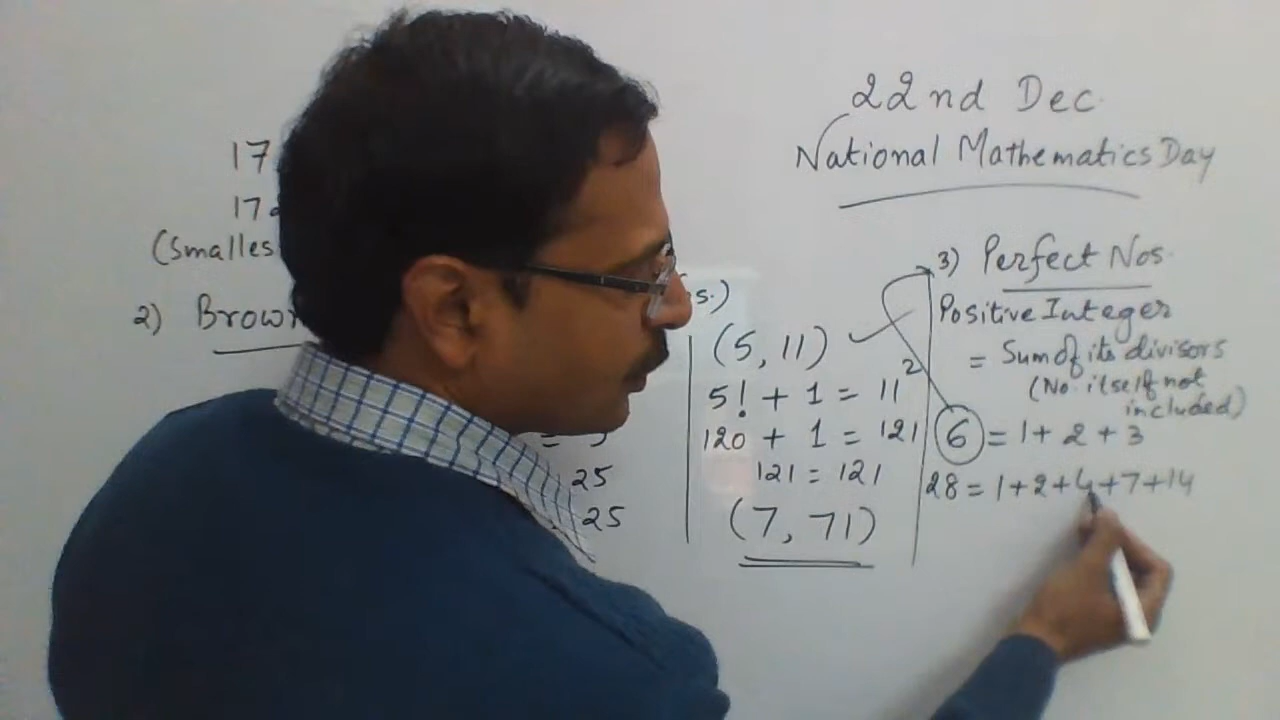 22nd Dec.
National Mathematics Day
17
17
(Smalles
2) Brow
25
25
s.)
(5, 11)
5! + 1 = 11²
120 + 1 = 121
121 = 121
(7, 71)
3) Perfect Nos.
Positive Integer
= Sum of its divisors
(No. itself not
included)
6 = 1 + 2 + 3
28 = 1 + 2 + 4 + 7 + 14